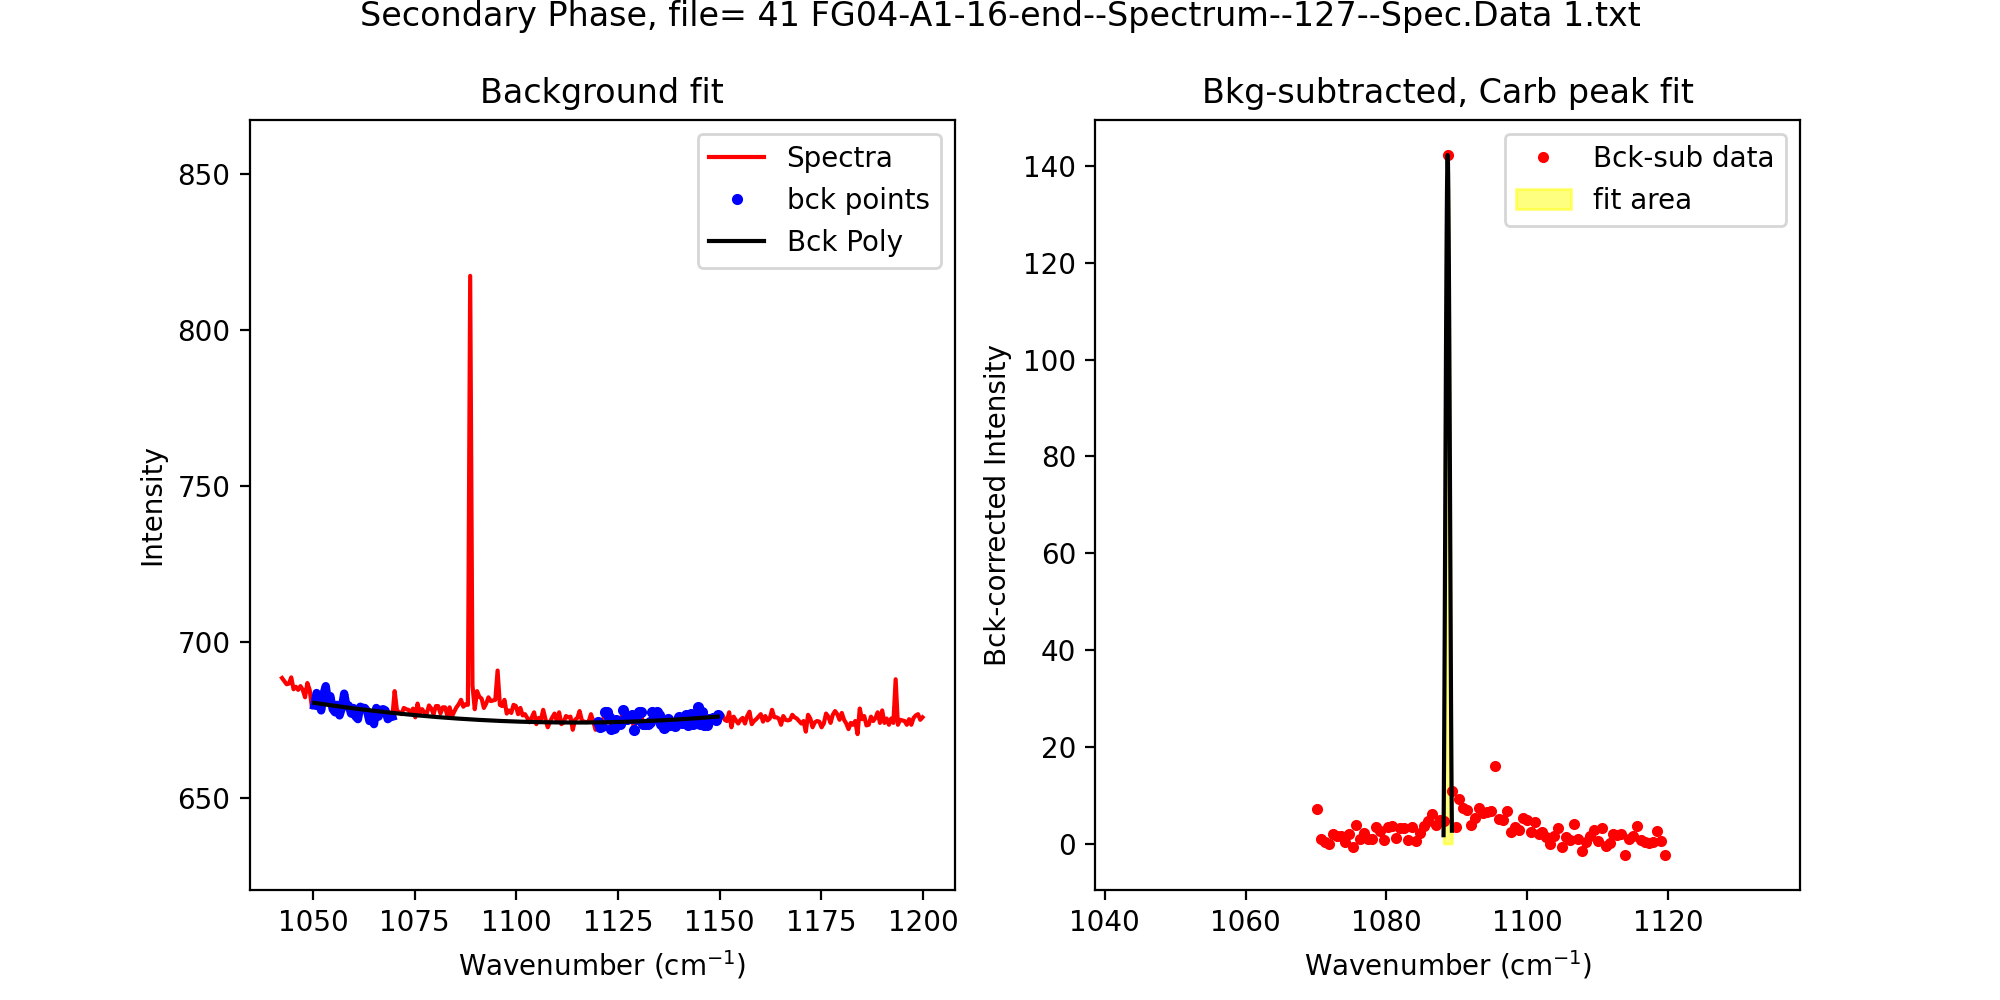 Secondary Phase, file= 41 FG04-A1-16-end--Spectrum--127--Spec.Data 1.txt
Background fit
Spectra
bck points
Bck Poly
850
800
750
700
650
Intensity
1050 1075 1100 1125 1150 1175 1200
Wavenumber (cm⁻¹)
Bkg-subtracted, Carb peak fit
Bck-sub data
fit area
140
120
100
80
60
40
20
0
Bck-corrected Intensity
1040 1060 1080 1100 1120
Wavenumber (cm⁻¹)